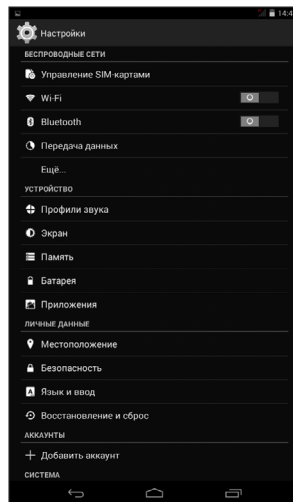 14:4
Настройки
БЕСПРОВОДНЫЕ СЕТИ
Управление SIM-картами
Wi-Fi
Bluetooth
Передача данных
Ещё...
УСТРОЙСТВО
Профили звука
Экран
Память
Батарея
Приложения
ЛИЧНЫЕ ДАННЫЕ
Местоположение
Безопасность
A Язык и ввод
Восстановление и сброс
АККАУНТЫ
Добавить аккаунт
СИСТЕМА